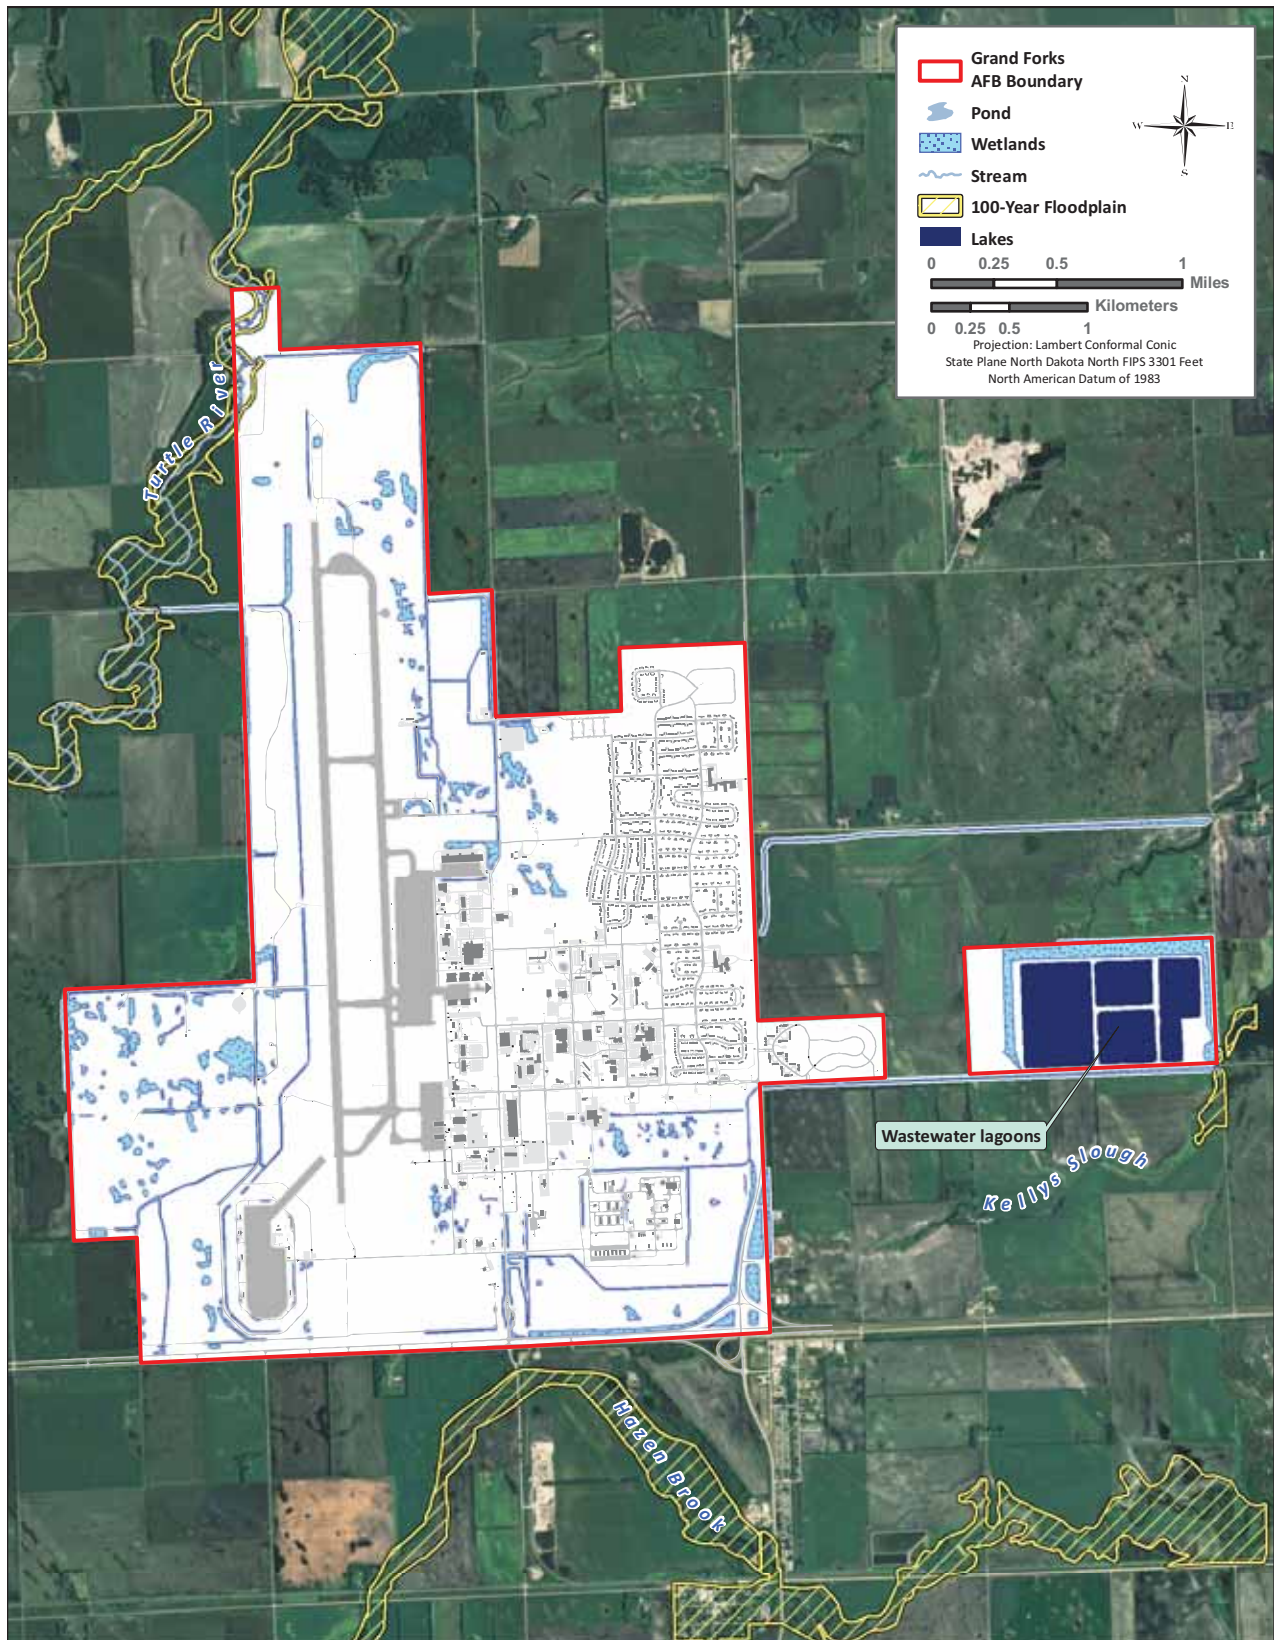 Grand Forks
AFB Boundary
Pond
Wetlands
Stream
100-Year Floodplain
Lakes
N
W E
S
0 0.25 0.5 1
Miles
Kilometers
0 0.25 0.5 1
Projection: Lambert Conformal Conic
State Plane North Dakota North FIPS 3301 Feet
North American Datum of 1983
Turtle River
Wastewater lagoons
Kellys Slough
Hazen Brook